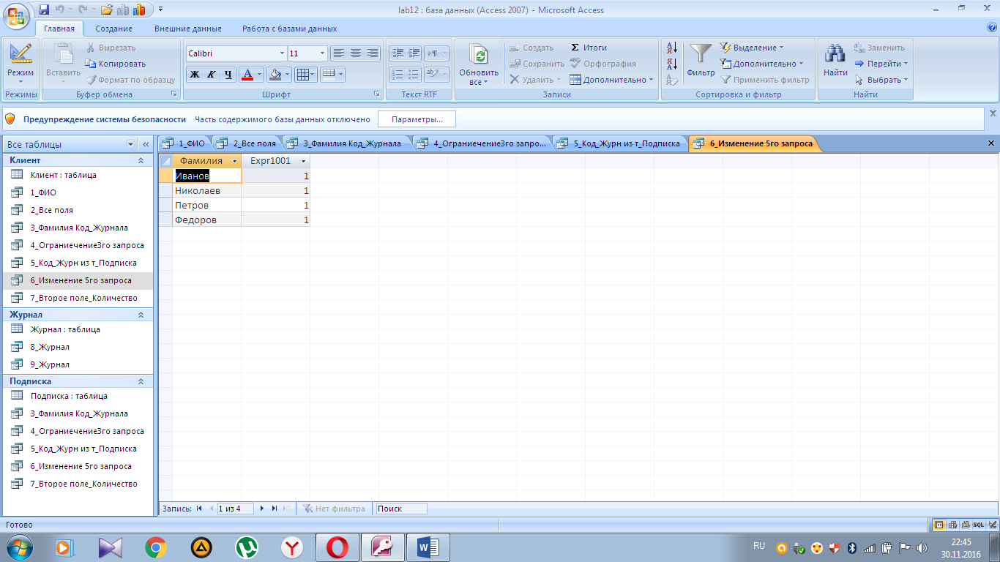 lab12 : база данных (Access 2007) - Microsoft Access
Главная Создание Внешние данные Работа с базами данных
Режим
Режимы
Вставить
Вырезать
Копировать
Формат по образцу
Буфер обмена
Calibri 11
Ж К Ч А
Шрифт
Текст RTF
Обновить все
Создать
Сохранить
Удалить
Итоги
Орфография
Дополнительно
Записи
Фильтр
Выделение
Дополнительно
Применить фильтр
Сортировка и фильтр
Найти
Заменить
Перейти
Выбрать
Найти
Предупреждение системы безопасности Часть содержимого базы данных отключено Параметры...
Все таблицы
Клиент
Клиент : таблица
1_ФИО
2_Все поля
3_Фамилия Код_Журнала
4_Ограниечение3го запроса
5_Код_Журн из т_Подписка
6_Изменение 5го запроса
7_Второе поле_Количество
Журнал
Журнал : таблица
8_Журнал
9_Журнал
Подписка
Подписка : таблица
3_Фамилия Код_Журнала
4_Ограниечение3го запроса
5_Код_Журн из т_Подписка
6_Изменение 5го запроса
7_Второе поле_Количество
1_ФИО 2_Все поля 3_Фамилия Код_Журнала 4_Ограниечение3го запро... 5_Код_Журн из т_Подписка 6_Изменение 5го запроса
Фамилия Expr1001
Иванов 1
Николаев 1
Петров 1
Федоров 1
Запись: 1 из 4 Нет фильтра Поиск
Готово
SQL
RU
22:45
30.11.2016